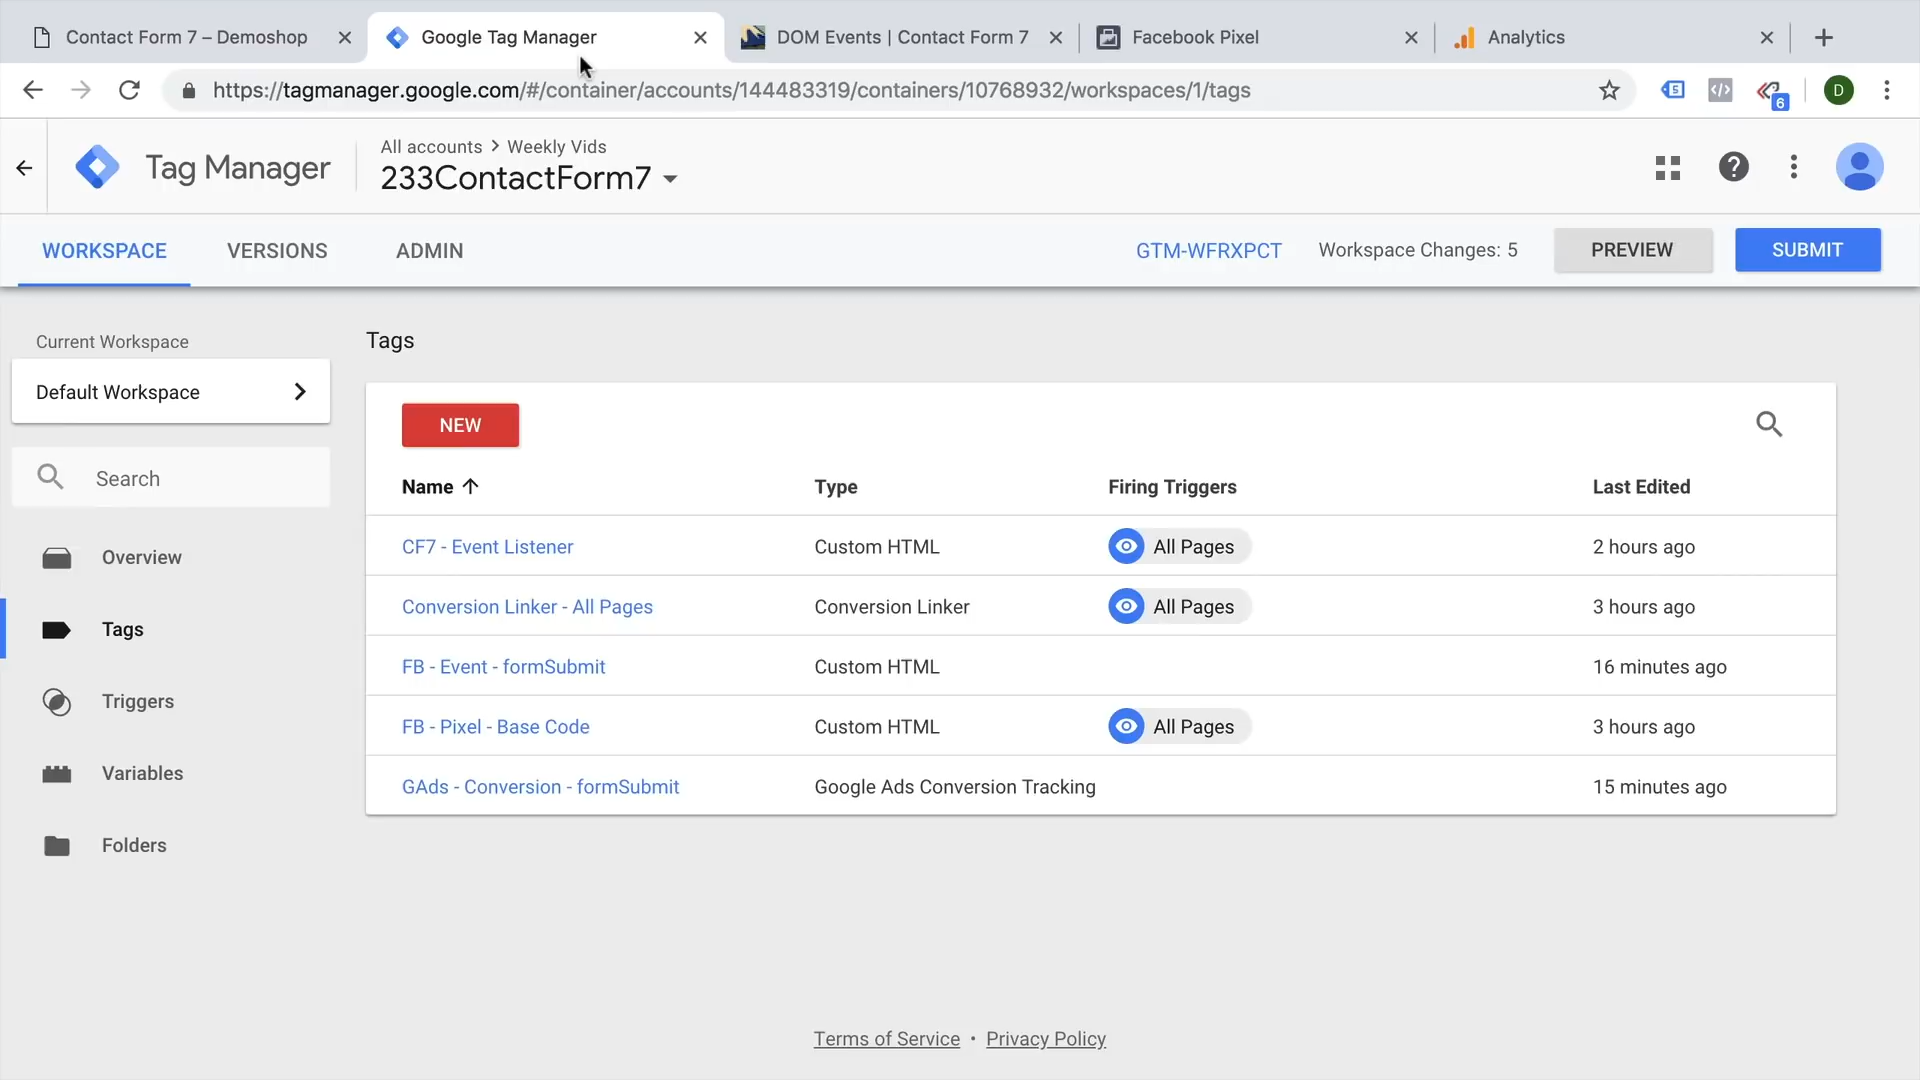 Contact Form 7 – Demoshop
Google Tag Manager
DOM Events | Contact Form 7
Facebook Pixel
Analytics
https://tagmanager.google.com/#/container/accounts/144483319/containers/10768932/workspaces/1/tags
5
6
D
Tag Manager
All accounts > Weekly Vids
233ContactForm7
WORKSPACE
VERSIONS
ADMIN
GTM-WFRXPCT
Workspace Changes: 5
PREVIEW
SUBMIT
Current Workspace
Default Workspace
Search
Overview
Tags
Triggers
Variables
Folders
Tags
NEW
Name Type Firing Triggers Last Edited
CF7 - Event Listener Custom HTML All Pages 2 hours ago
Conversion Linker - All Pages Conversion Linker All Pages 3 hours ago
FB - Event - formSubmit Custom HTML 16 minutes ago
FB - Pixel - Base Code Custom HTML All Pages 3 hours ago
GAds - Conversion - formSubmit Google Ads Conversion Tracking 15 minutes ago
Terms of Service • Privacy Policy